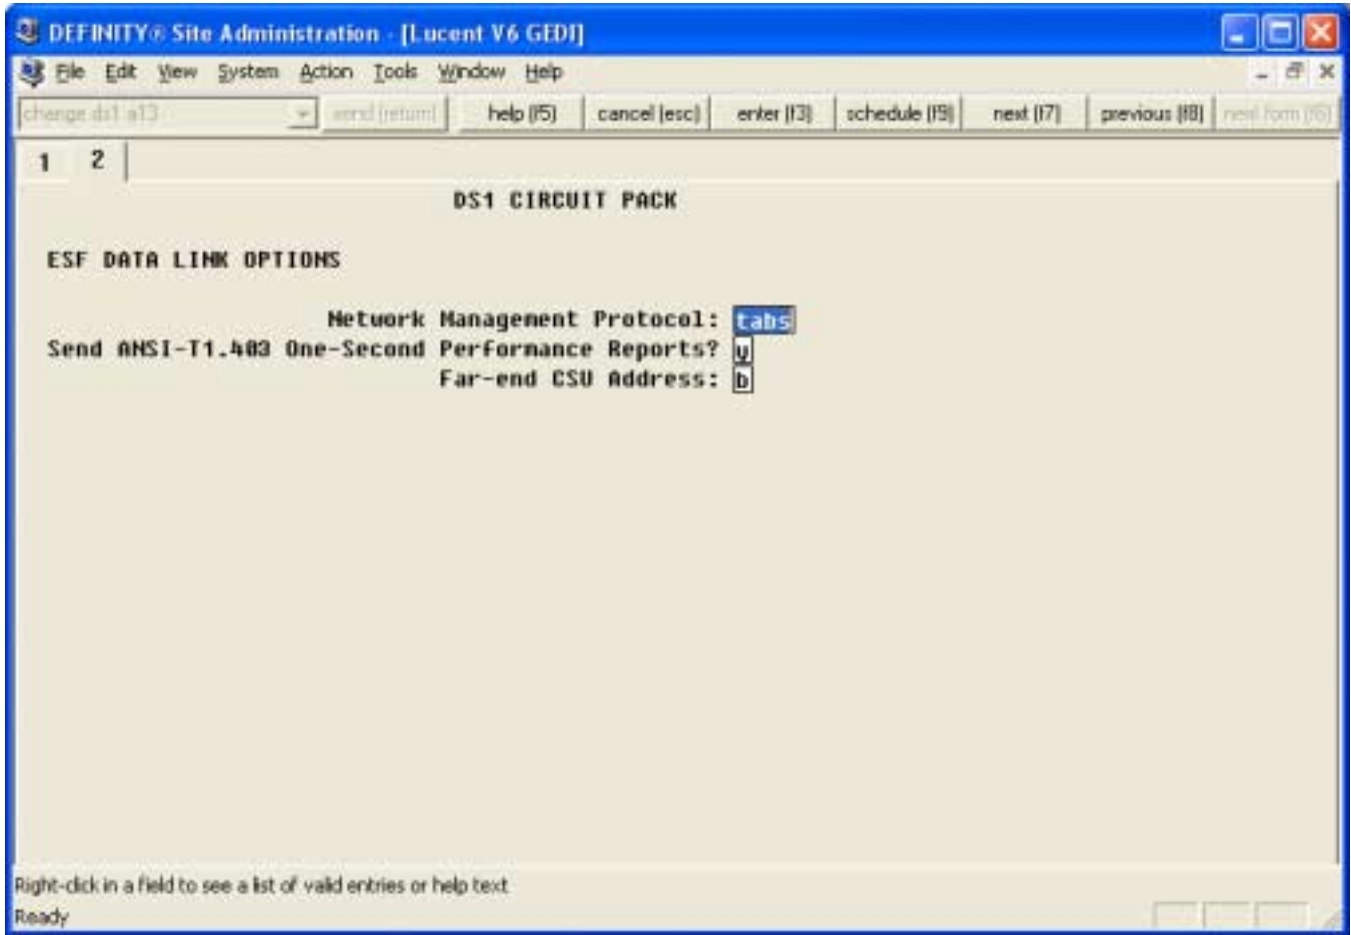 DEFINITY® Site Administration - [Lucent V6 GEDI]
File Edit View System Action Tools Window Help
change ds1 a13 send (return) help (f5) cancel (esc) enter (f3) schedule (f9) next (f7) previous (f8) next form (f6)
1 2
DS1 CIRCUIT PACK
ESF DATA LINK OPTIONS
Network Management Protocol: tabs
Send ANSI-T1.403 One-Second Performance Reports? y
Far-end CSU Address: b
Right-click in a field to see a list of valid entries or help text
Ready